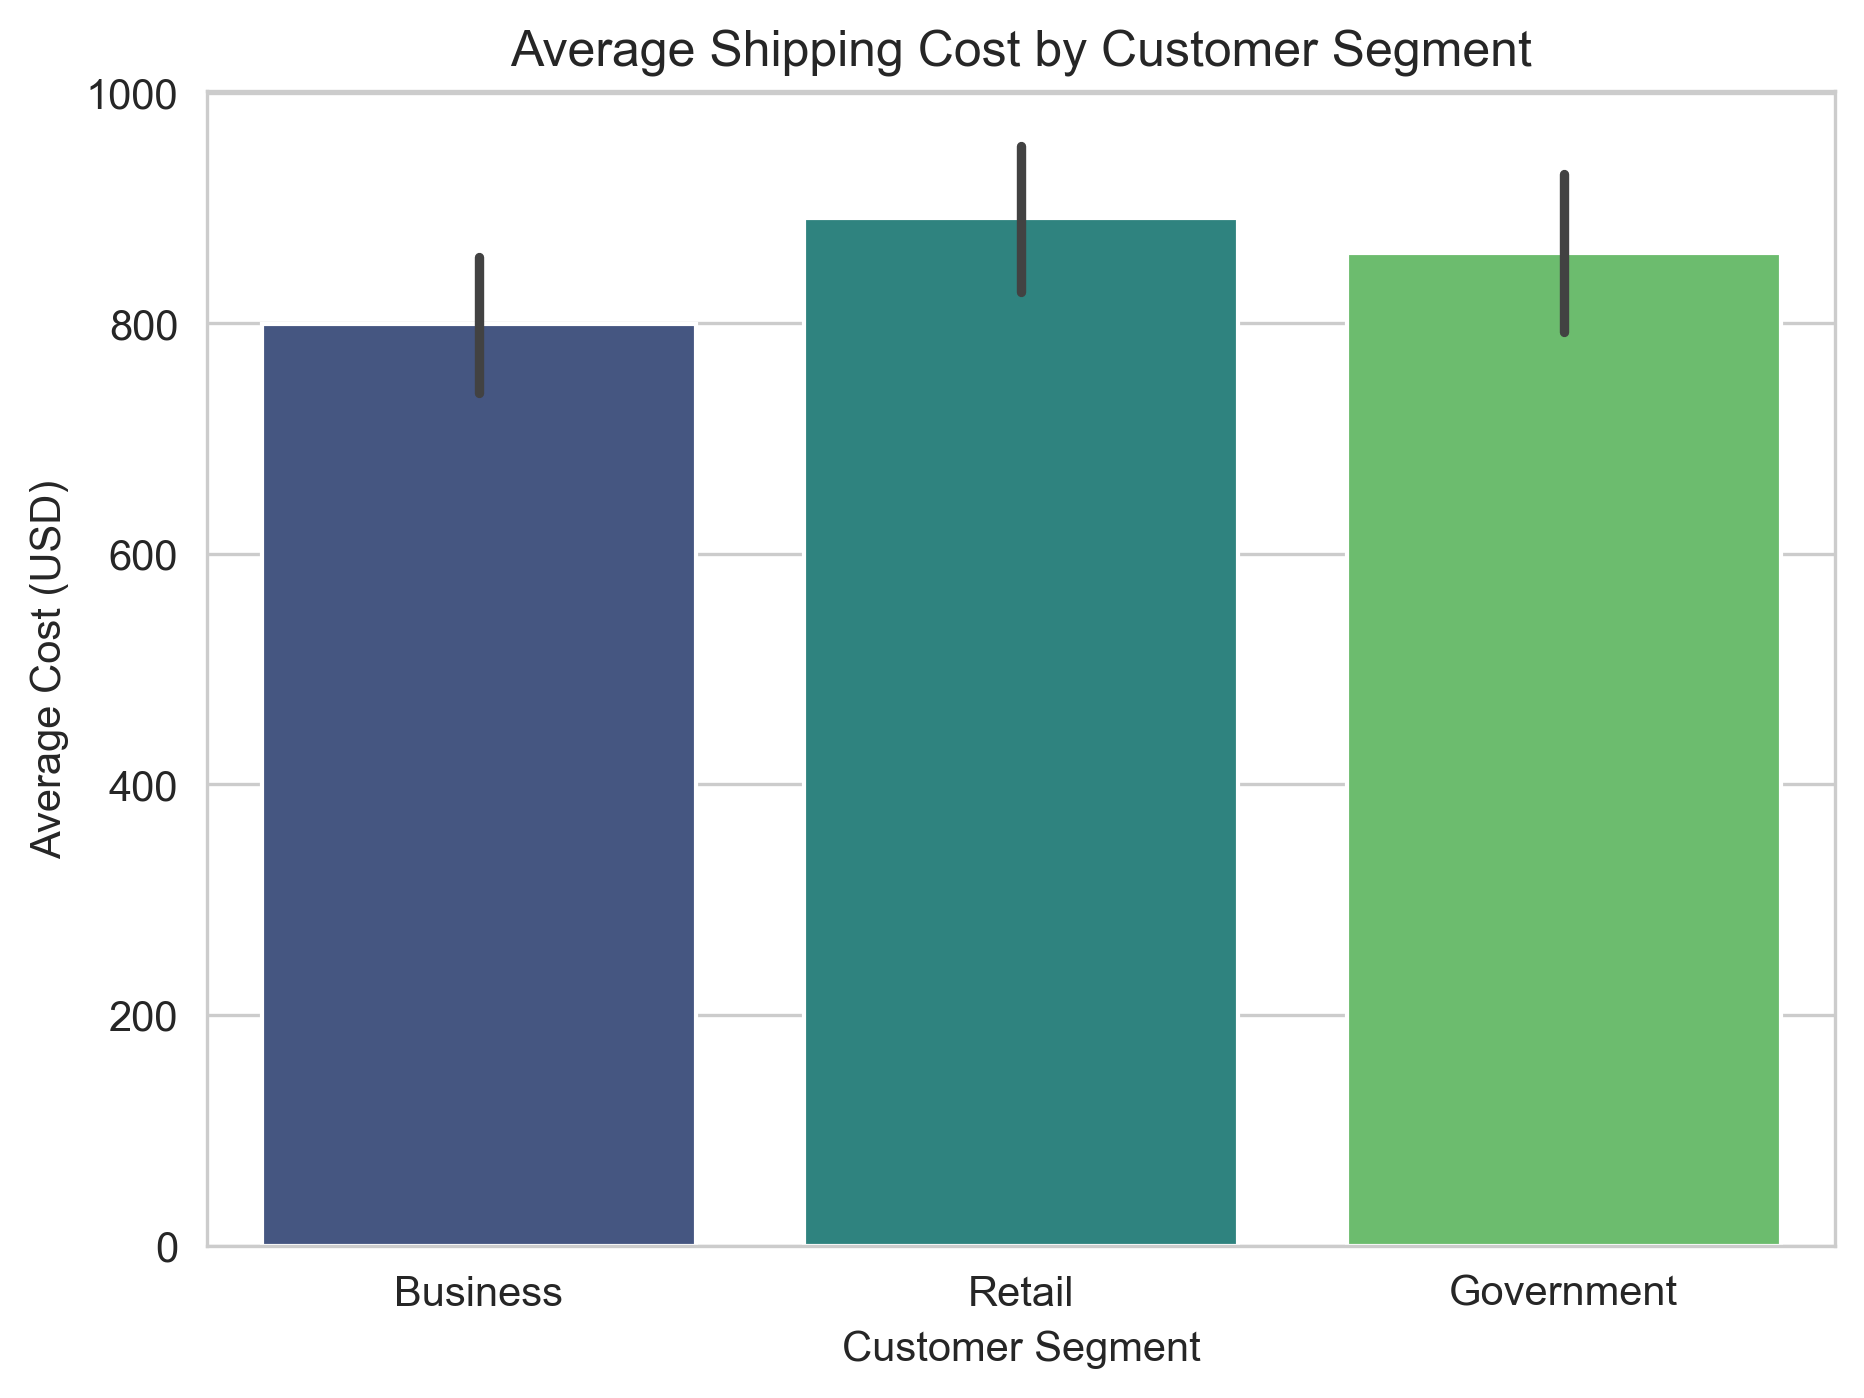 Average Shipping Cost by Customer Segment
1000
800
600
400
200
0
Average Cost (USD)
Business Retail Government
Customer Segment